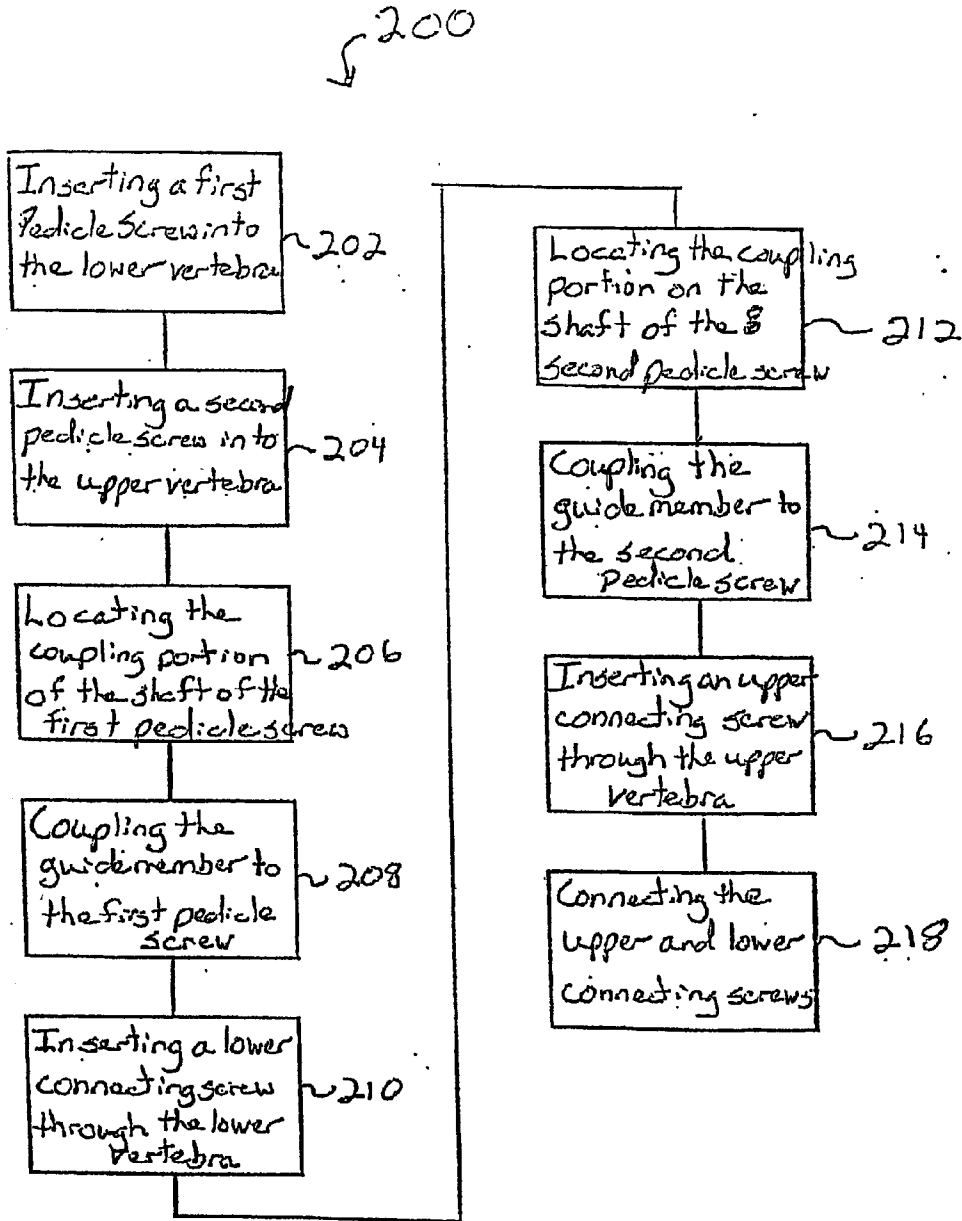 200
Inserting a first
Pedicle Screw into
the lower vertebra
202
Inserting a second
pedicle screw in to
the upper vertebra
204
Locating the
coupling portion
of the shaft of the
first pedicle screw
206
Coupling the
guide member to
the first pedicle
screw
208
Inserting a lower
connecting screw
through the lower
vertebra
210
Locating the coupling
portion on the
shaft of the
second pedicle screw
212
Coupling the
guide member to
the second
pedicle screw
214
Inserting an upper
connecting screw
through the upper
vertebra
216
Connecting the
upper and lower
connecting screws
218